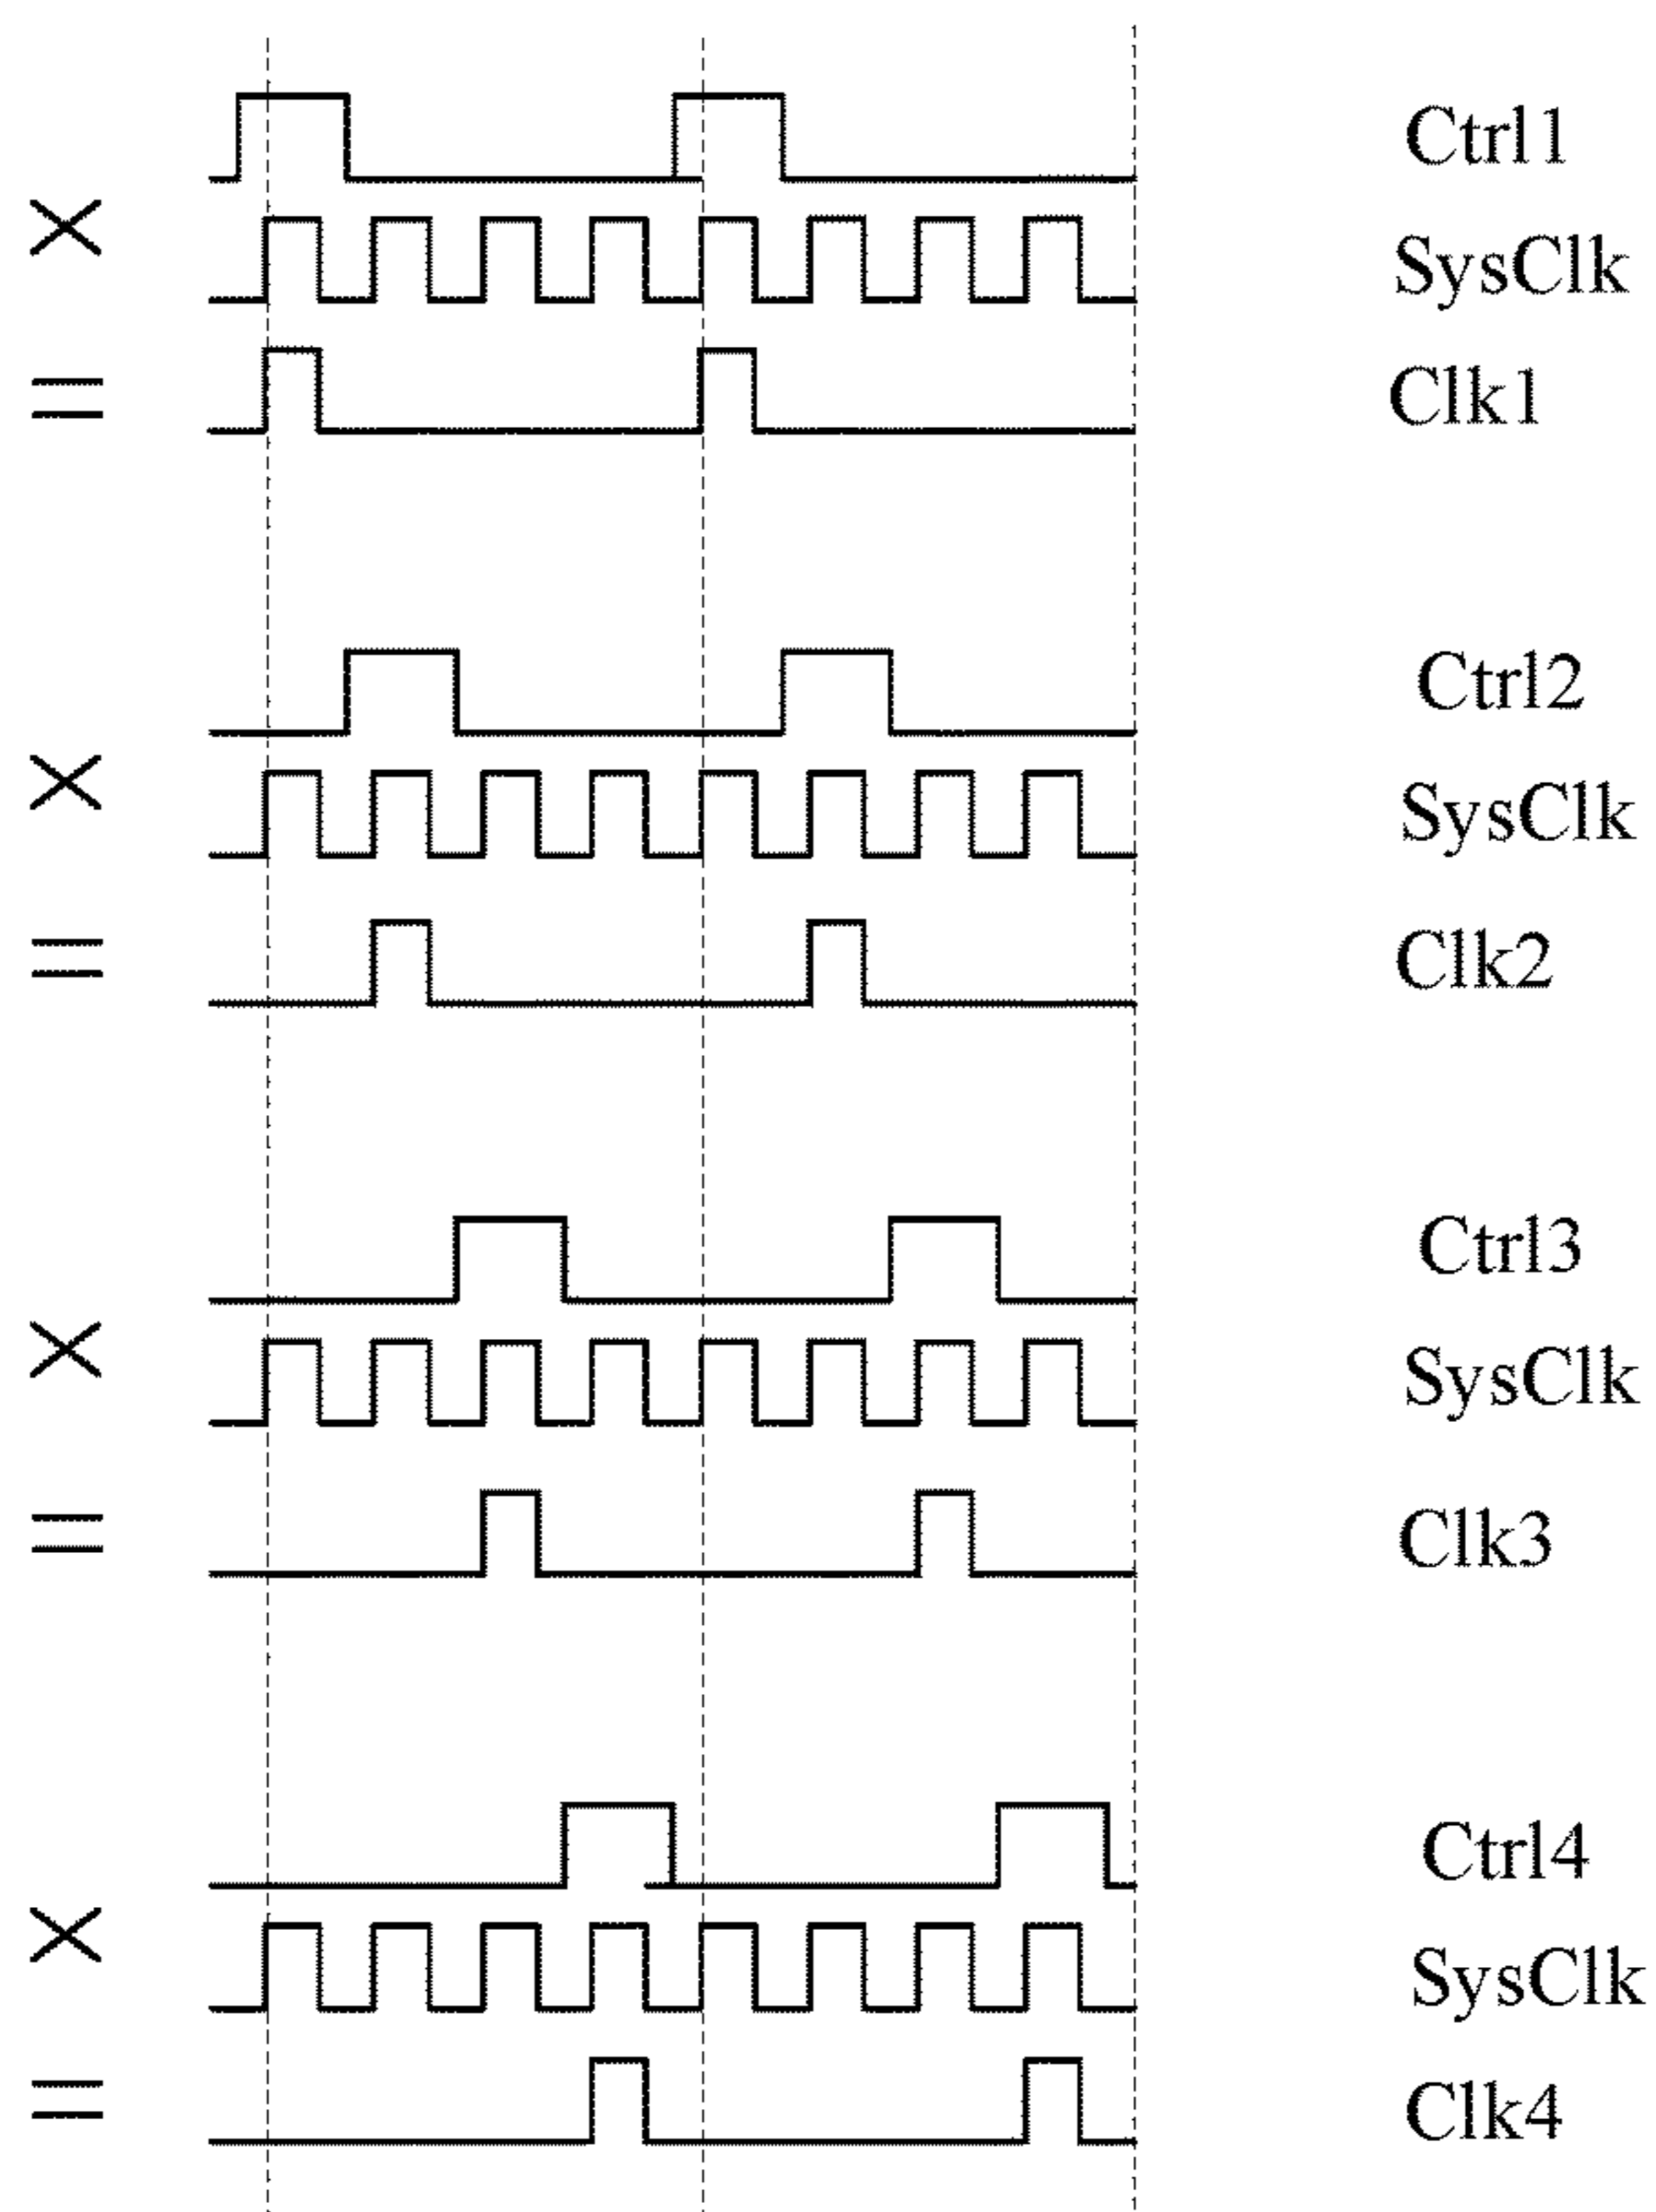 Ctrl1
× SysClk
= Clk1
Ctrl2
× SysClk
= Clk2
Ctrl3
× SysClk
= Clk3
Ctrl4
× SysClk
= Clk4